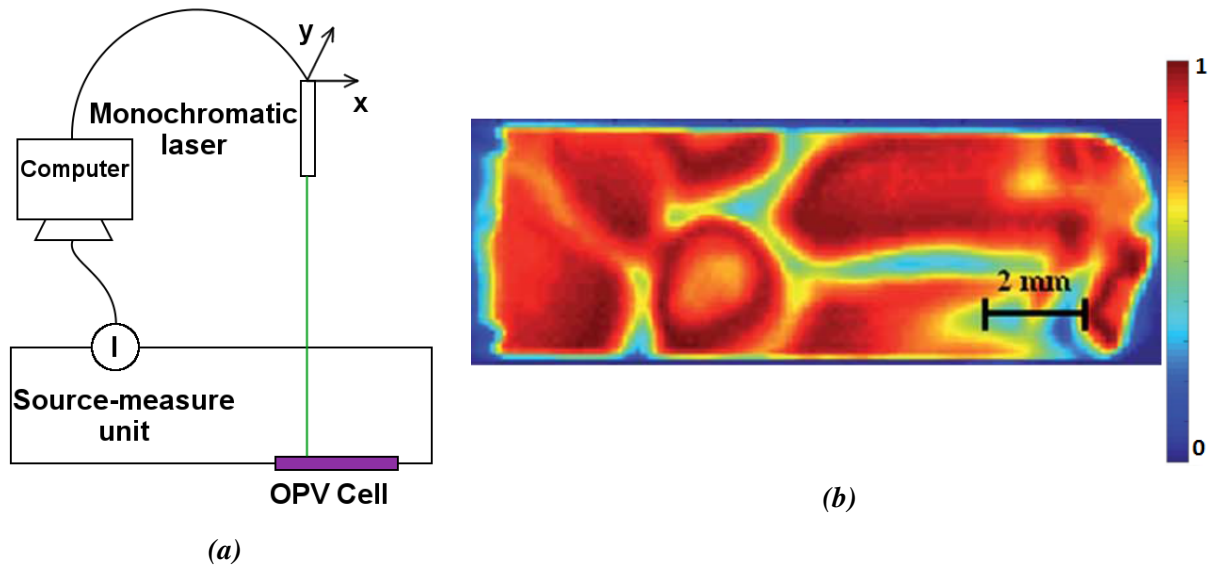 y
x
Monochromatic
laser
Computer
I
Source-measure
unit
OPV Cell
(a)
1
2 mm
0
(b)